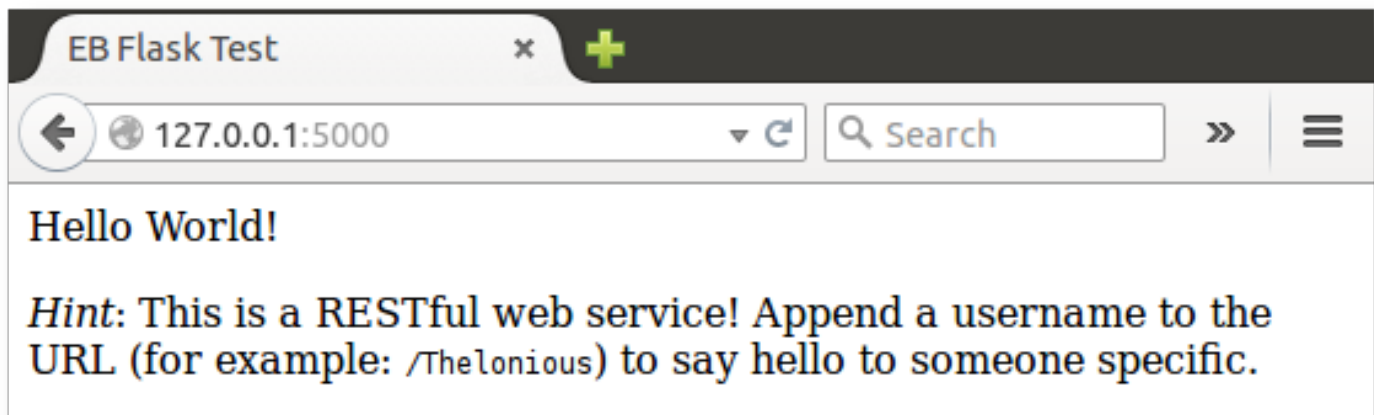 EB Flask Test
127.0.0.1:5000
Search
Hello World!
Hint: This is a RESTful web service! Append a username to the
URL (for example: /Thelonious) to say hello to someone specific.